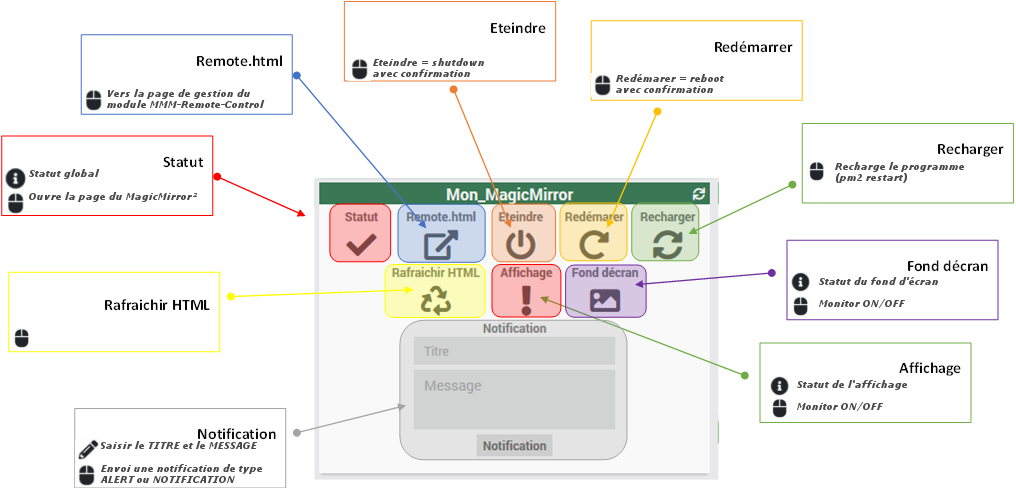 Eteindre
Eteindre = shutdown
avec confirmation
Redémarrer
Redémarer = reboot
avec confirmation
Remote.html
Vers la page de gestion du
module MMM-Remote-Control
Statut
Statut global
Ouvre la page du MagicMirror²
Recharger
Recharge le programme
(pm2 restart)
Mon_MagicMirror
Statut
Remote.html
Eteindre
Redémarer
Recharger
Rafraichir HTML
Affichage
Fond décran
Fond décran
Statut du fond d'écran
Monitor ON/OFF
Rafraichir HTML
Notification
Titre
Message
Notification
Affichage
Statut de l'affichage
Monitor ON/OFF
Notification
Saisir le TITRE et le MESSAGE
Envoi une notification de type
ALERT ou NOTIFICATION